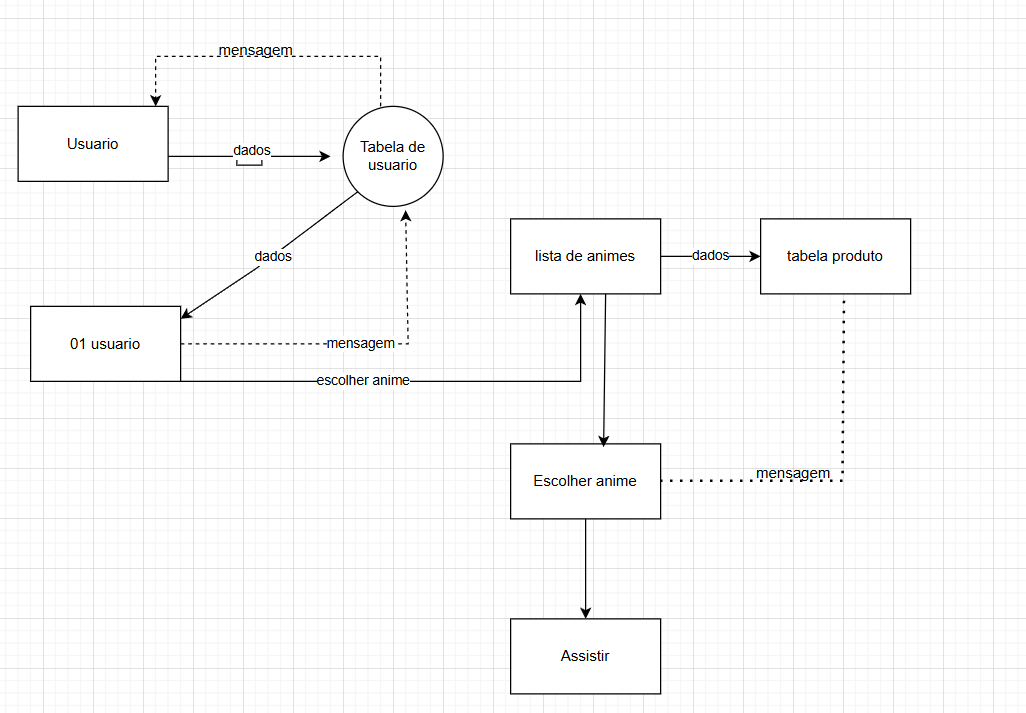 mensagem
Usuario
dados
Tabela de
usuario
dados
lista de animes
dados
tabela produto
01 usuario
mensagem
escolher anime
Escolher anime
mensagem
Assistir